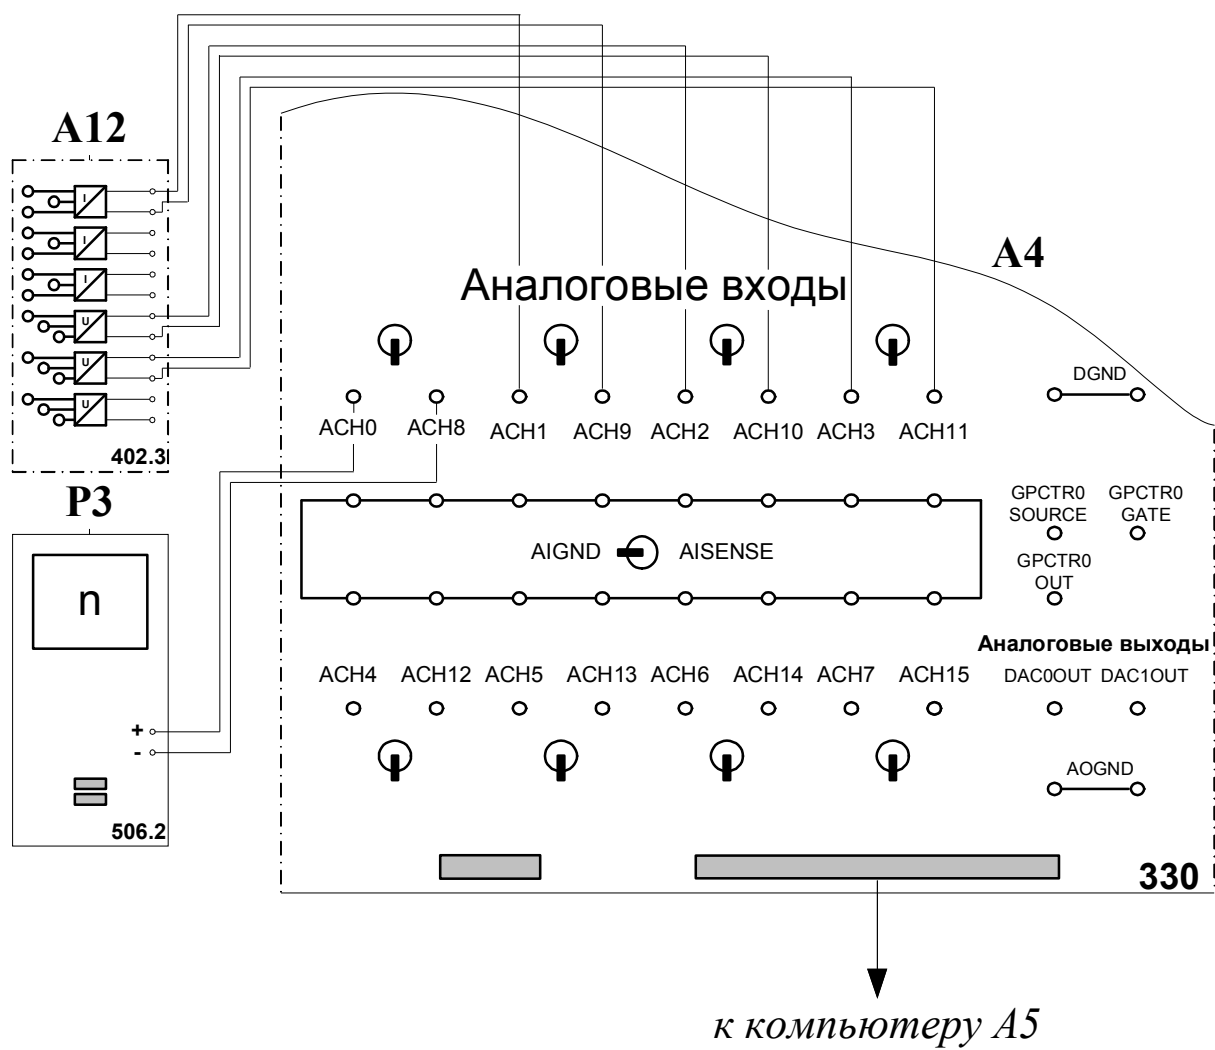 A12
I
I
I
U
U
U
402.3
P3
n
+
-
506.2
A4
Аналоговые входы
DGND
ACH0 ACH8 ACH1 ACH9 ACH2 ACH10 ACH3 ACH11
GPCTR0 SOURCE
GPCTR0 GATE
AIGND AISENSE
GPCTR0 OUT
Аналоговые выходы
ACH4 ACH12 ACH5 ACH13 ACH6 ACH14 ACH7 ACH15 DAC0OUT DAC1OUT
AOGND
330
к компьютеру A5